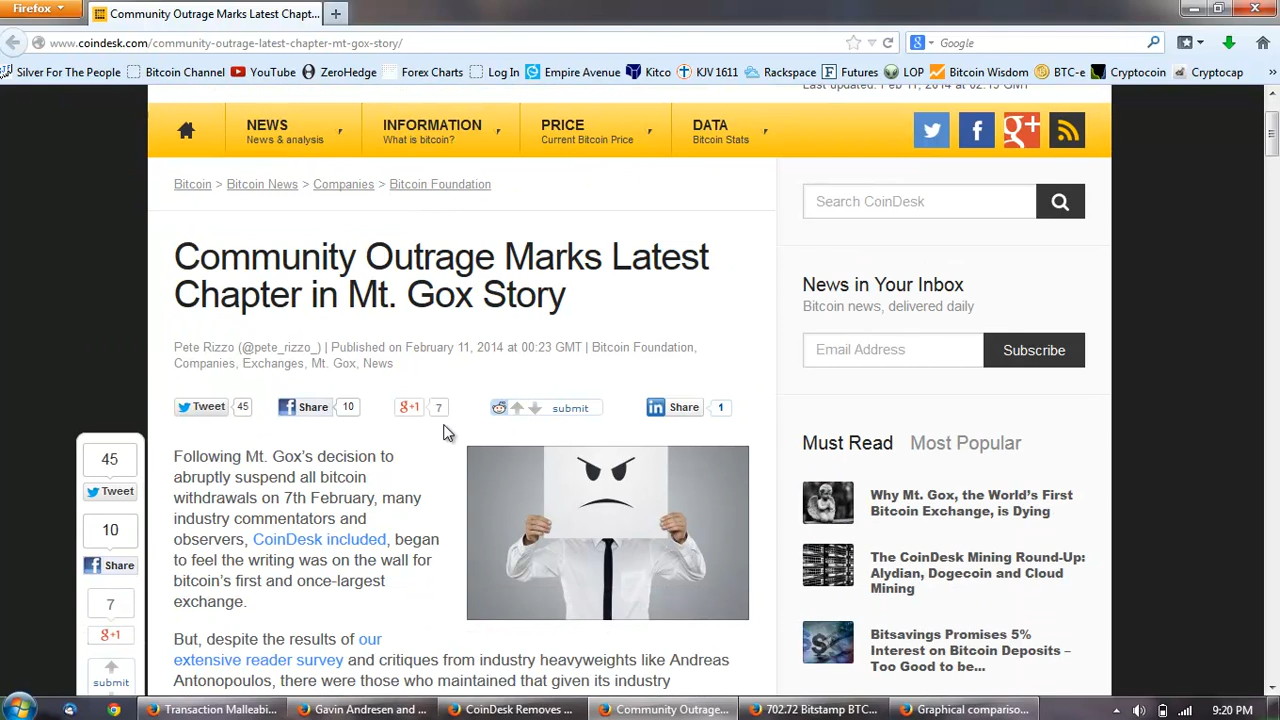 Firefox
Community Outrage Marks Latest Chapt...
www.coindesk.com/community-outrage-latest-chapter-mt-gox-story/
Google
Silver For The People
Bitcoin Channel
YouTube
ZeroHedge
Forex Charts
Log In
Empire Avenue
Kitco
KJV 1611
Rackspace
Futures
LOP
Bitcoin Wisdom
BTC-e
Cryptocoin
Cryptocap
Last updated: Feb 11, 2014 at 02:15 GMT
NEWS
News & analysis
INFORMATION
What is bitcoin?
PRICE
Current Bitcoin Price
DATA
Bitcoin Stats
Bitcoin > Bitcoin News > Companies > Bitcoin Foundation
Search CoinDesk
Community Outrage Marks Latest
Chapter in Mt. Gox Story
News in Your Inbox
Bitcoin news, delivered daily
Email Address
Subscribe
Pete Rizzo (@pete_rizzo_) | Published on February 11, 2014 at 00:23 GMT | Bitcoin Foundation,
Companies, Exchanges, Mt. Gox, News
Tweet 45
Share 10
g+1 7
submit
Share 1
45
Tweet
10
Share
7
g+1
submit
Following Mt. Gox's decision to
abruptly suspend all bitcoin
withdrawals on 7th February, many
industry commentators and
observers, CoinDesk included, began
to feel the writing was on the wall for
bitcoin's first and once-largest
exchange.
But, despite the results of our
extensive reader survey and critiques from industry heavyweights like Andreas
Antonopoulos, there were those who maintained that given its industry
Must Read
Most Popular
Why Mt. Gox, the World's First
Bitcoin Exchange, is Dying
The CoinDesk Mining Round-Up:
Alydian, Dogecoin and Cloud
Mining
Bitsavings Promises 5%
Interest on Bitcoin Deposits –
Too Good to be...
Transaction Malleabi...
Gavin Andresen and ...
CoinDesk Removes ...
Community Outrage...
702.72 Bitstamp BTC...
Graphical compariso...
9:20 PM